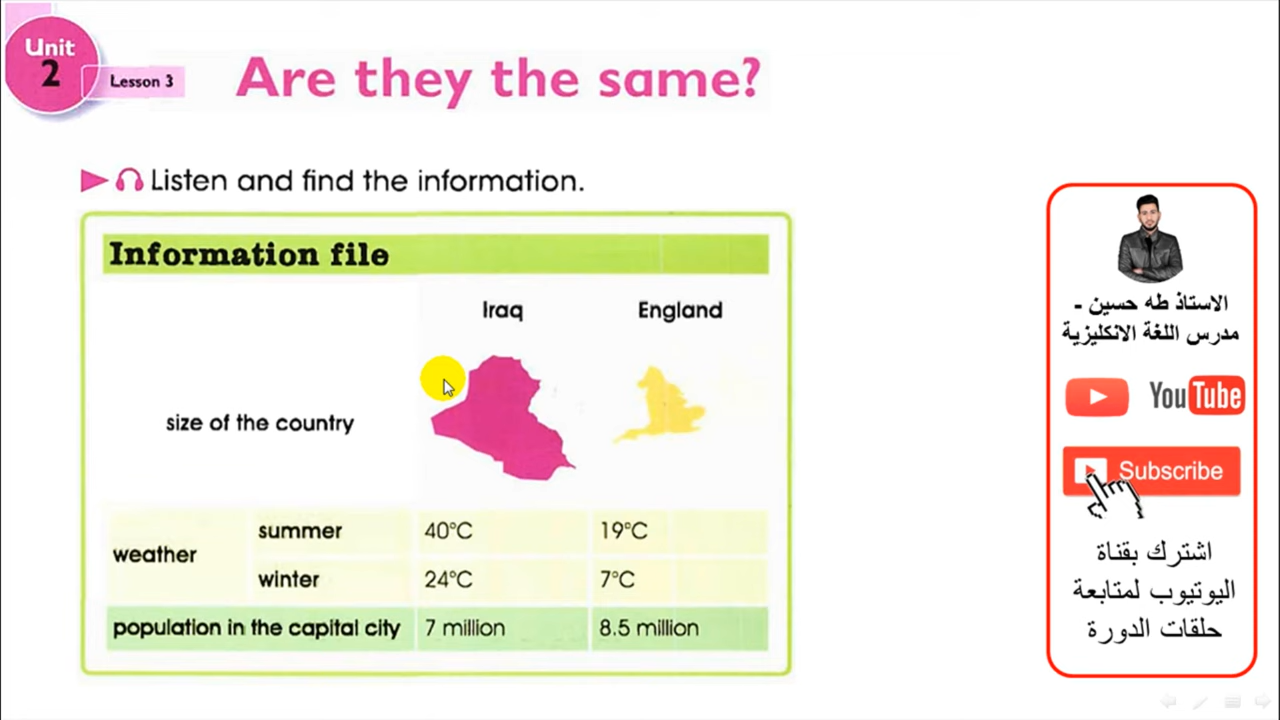 Unit
2
Lesson 3
Are they the same?
Listen and find the information.
Information file
Iraq England
size of the country
weather
summer 40°C 19°C
winter 24°C 7°C
population in the capital city 7 million 8.5 million
الاستاذ طه حسين -
مدرس اللغة الانكليزية
YouTube
Subscribe
اشترك بقناة
اليوتيوب لمتابعة
حلقات الدورة